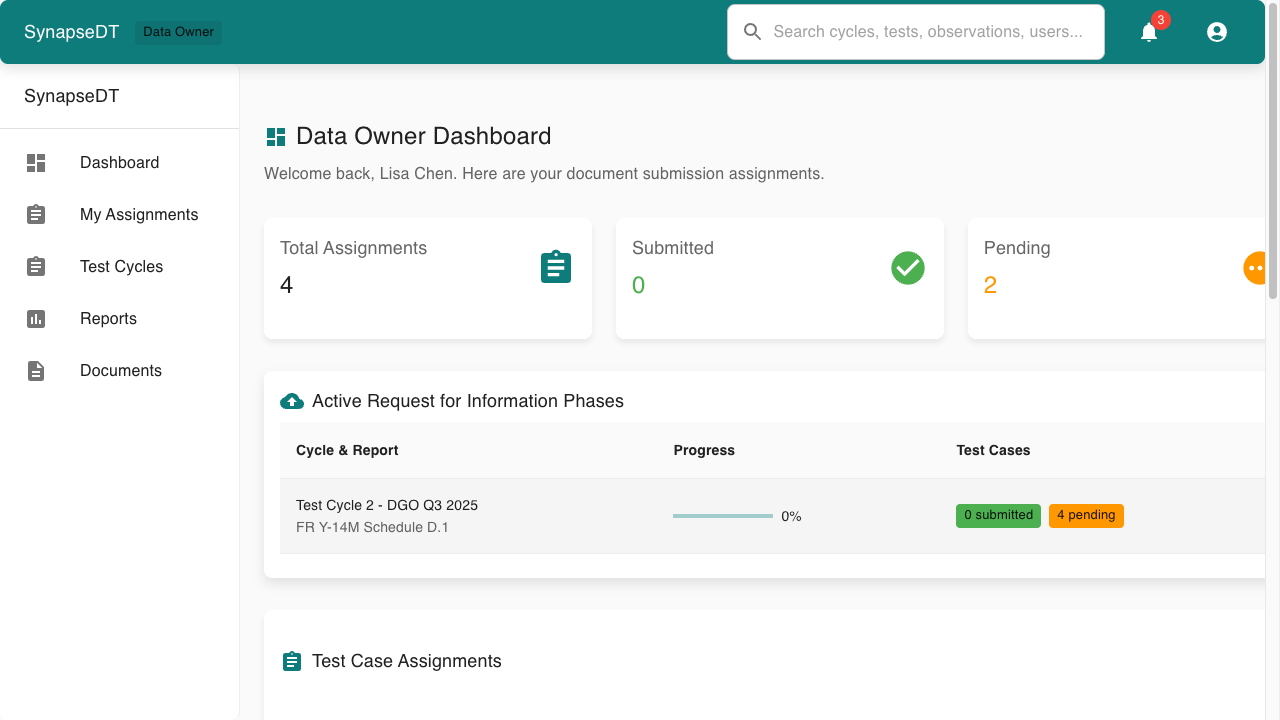 SynapseDT
Data Owner
Search cycles, tests, observations, users...
3
SynapseDT
Dashboard
My Assignments
Test Cycles
Reports
Documents
Data Owner Dashboard
Welcome back, Lisa Chen. Here are your document submission assignments.
Total Assignments
4
Submitted
0
Pending
2
Active Request for Information Phases
Cycle & Report
Progress
Test Cases
Test Cycle 2 - DGO Q3 2025
FR Y-14M Schedule D.1
0%
0 submitted
4 pending
Test Case Assignments